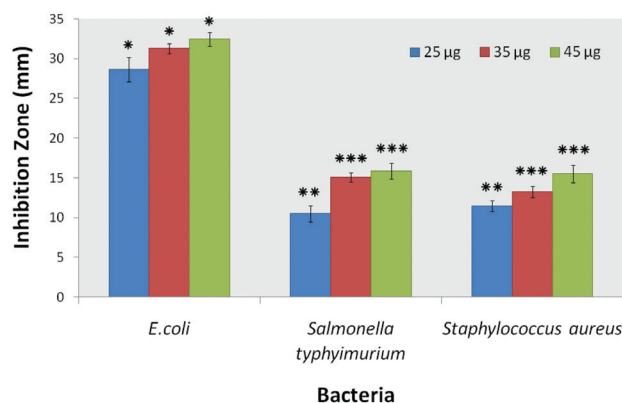 35
30
25
20
15
10
5
0
Inhibition Zone (mm)
25 µg 35 µg 45 µg
* * *
** *** ***
** *** ***
E.coli
Salmonella
typhyimurium
Staphylococcus aureus
Bacteria